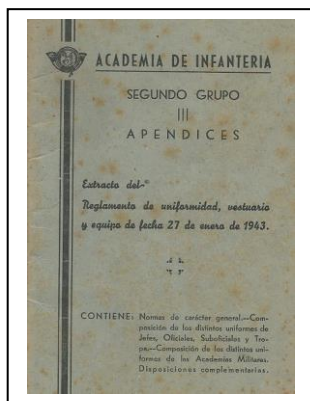 ACADEMIA DE INFANTERIA
SEGUNDO GRUPO
III
APENDICES
Extracto del-"
Reglamento de uniformidad, vestuario
y equipo de fecha 27 de enero de 1943.
CONTIENE: Normas de carácter general.—Com-
posición de los distintos uniformes de
Jefes, Oficiales, Suboficiales y Tro-
pa.—Composición de los distintos uni-
formes de las Academias Militares.
Disposiciones complementarias.